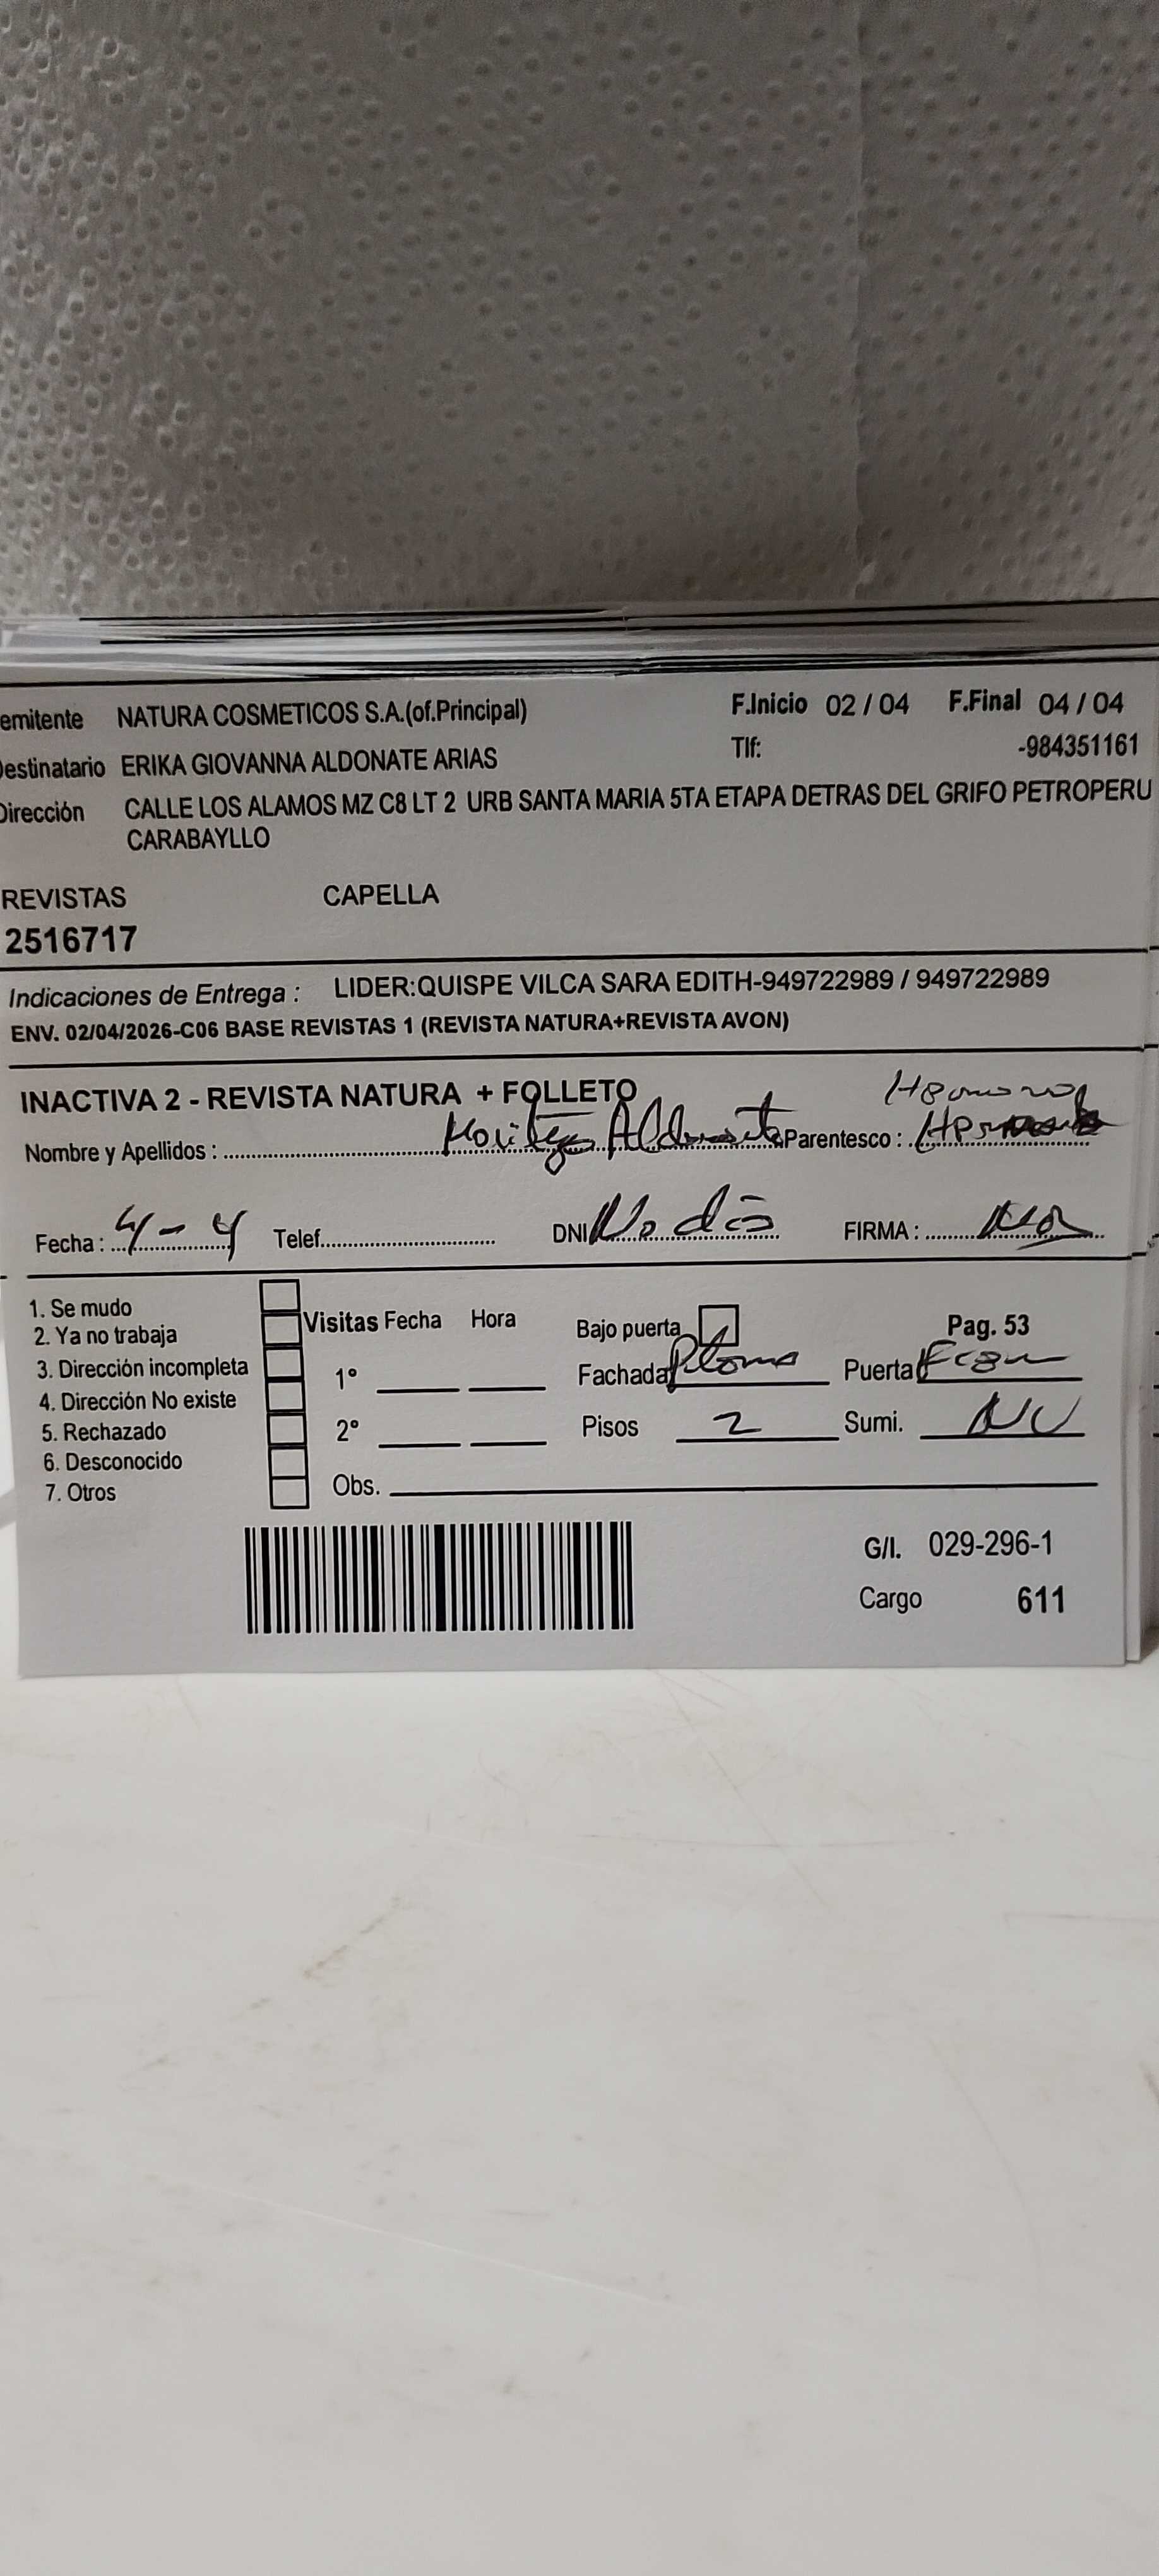 emitente NATURA COSMETICOS S.A.(of.Principal) F.Inicio 02 / 04 F.Final 04 / 04
Destinatario ERIKA GIOVANNA ALDONATE ARIAS Tlf: -984351161
Dirección CALLE LOS ALAMOS MZ C8 LT 2 URB SANTA MARIA 5TA ETAPA DETRAS DEL GRIFO PETROPERU
CARABAYLLO
REVISTAS CAPELLA
2516717
Indicaciones de Entrega : LIDER:QUISPE VILCA SARA EDITH-949722989 / 949722989
ENV. 02/04/2026-C06 BASE REVISTAS 1 (REVISTA NATURA+REVISTA AVON)
INACTIVA 2 - REVISTA NATURA + FOLLETO
Nombre y Apellidos : Aldonate Parentesco :
Fecha : 4 - 4 Telef. DNI No dio FIRMA :
1. Se mudo
2. Ya no trabaja
3. Dirección incompleta
4. Dirección No existe
5. Rechazado
6. Desconocido
7. Otros
Visitas Fecha Hora
1°
2°
Obs.
Bajo puerta Pag. 53
Fachada Plomo Puerta
Pisos 2 Sumi. NV
G/I. 029-296-1
Cargo 611